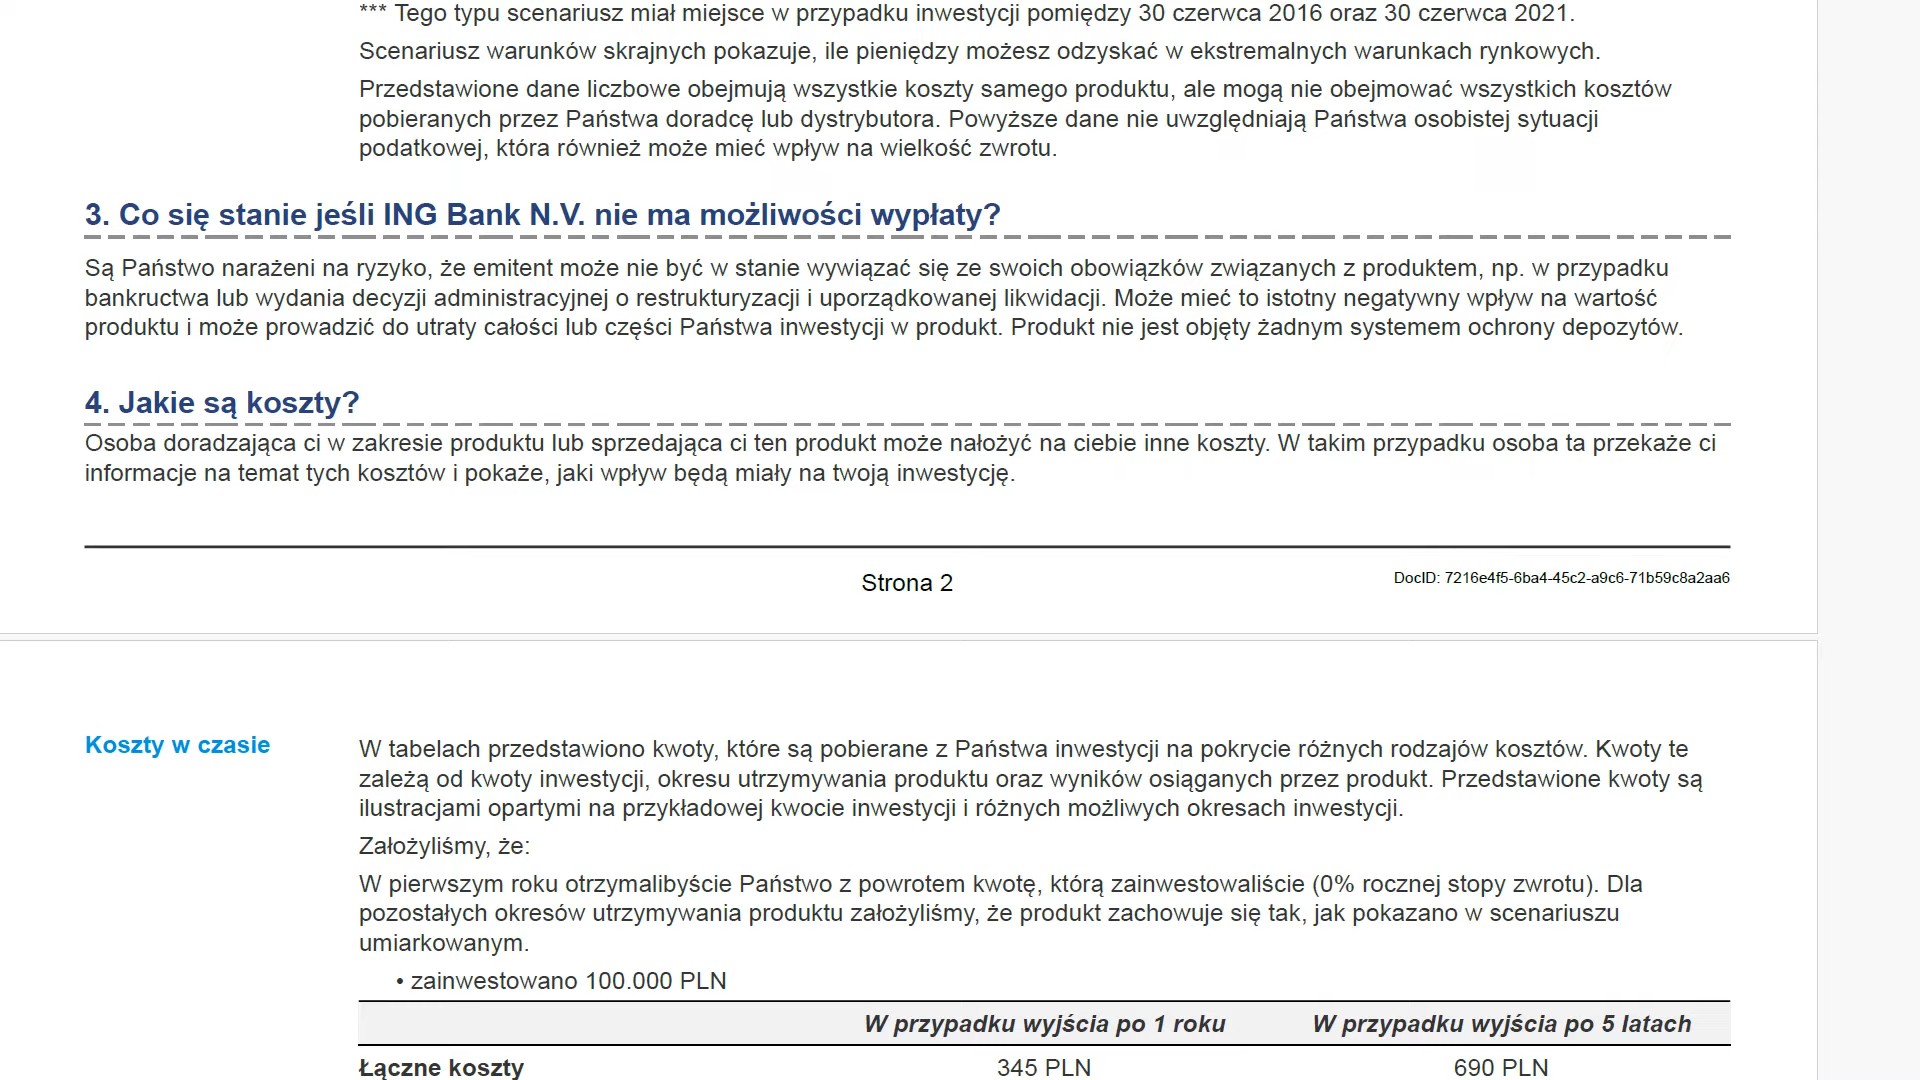 *** Tego typu scenariusz miał miejsce w przypadku inwestycji pomiędzy 30 czerwca 2016 oraz 30 czerwca 2021.
Scenariusz warunków skrajnych pokazuje, ile pieniędzy możesz odzyskać w ekstremalnych warunkach rynkowych.
Przedstawione dane liczbowe obejmują wszystkie koszty samego produktu, ale mogą nie obejmować wszystkich kosztów
pobieranych przez Państwa doradcę lub dystrybutora. Powyższe dane nie uwzględniają Państwa osobistej sytuacji
podatkowej, która również może mieć wpływ na wielkość zwrotu.
3. Co się stanie jeśli ING Bank N.V. nie ma możliwości wypłaty?
Są Państwo narażeni na ryzyko, że emitent może nie być w stanie wywiązać się ze swoich obowiązków związanych z produktem, np. w przypadku
bankructwa lub wydania decyzji administracyjnej o restrukturyzacji i uporządkowanej likwidacji. Może mieć to istotny negatywny wpływ na wartość
produktu i może prowadzić do utraty całości lub części Państwa inwestycji w produkt. Produkt nie jest objęty żadnym systemem ochrony depozytów.
4. Jakie są koszty?
Osoba doradzająca ci w zakresie produktu lub sprzedająca ci ten produkt może nałożyć na ciebie inne koszty. W takim przypadku osoba ta przekaże ci
informacje na temat tych kosztów i pokaże, jaki wpływ będą miały na twoją inwestycję.
Strona 2
DocID: 7216e4f5-6ba4-45c2-a9c6-71b59c8a2aa6
Koszty w czasie
W tabelach przedstawiono kwoty, które są pobierane z Państwa inwestycji na pokrycie różnych rodzajów kosztów. Kwoty te
zależą od kwoty inwestycji, okresu utrzymywania produktu oraz wyników osiąganych przez produkt. Przedstawione kwoty są
ilustracjami opartymi na przykładowej kwocie inwestycji i różnych możliwych okresach inwestycji.
Założyliśmy, że:
W pierwszym roku otrzymalibyście Państwo z powrotem kwotę, którą zainwestowaliście (0% rocznej stopy zwrotu). Dla
pozostałych okresów utrzymywania produktu założyliśmy, że produkt zachowuje się tak, jak pokazano w scenariuszu
umiarkowanym.
• zainwestowano 100.000 PLN
W przypadku wyjścia po 1 roku W przypadku wyjścia po 5 latach
Łączne koszty 345 PLN 690 PLN